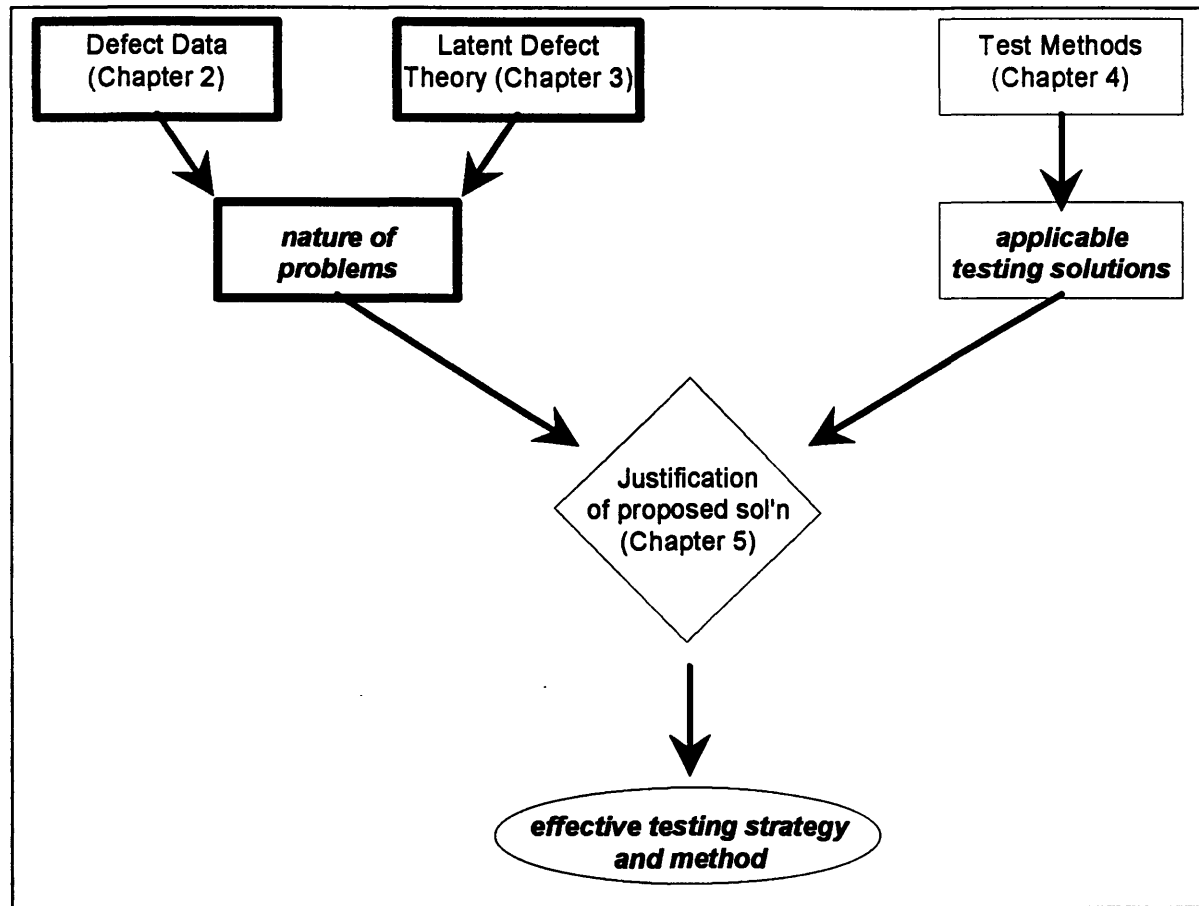 Defect Data
(Chapter 2)
Latent Defect
Theory (Chapter 3)
Test Methods
(Chapter 4)
nature of
problems
applicable
testing solutions
Justification
of proposed sol'n
(Chapter 5)
effective testing strategy
and method